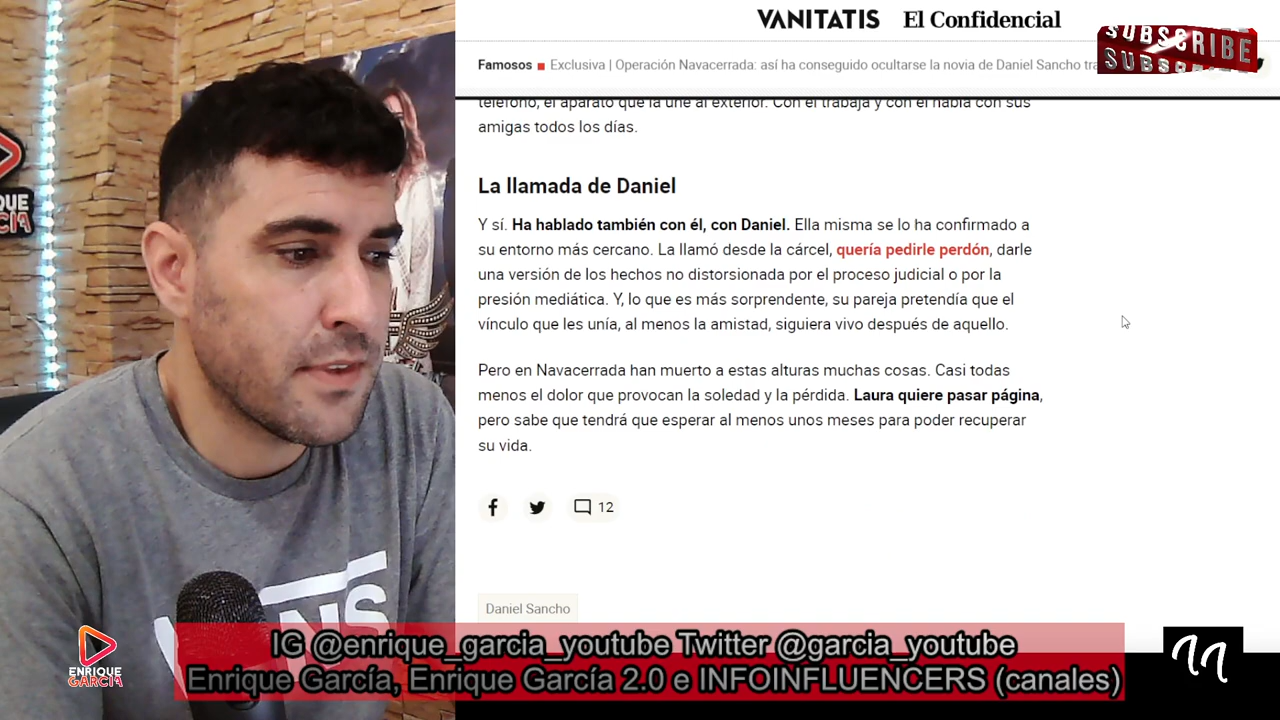 VANITATIS El Confidencial
SUBSCRIBE
SUBSCRIBE
Famosos ■ Exclusiva | Operación Navacerrada: así ha conseguido ocultarse la novia de Daniel Sancho
teléfono, el aparato que la une al exterior. Con él trabaja y con él habla con sus
amigas todos los días.
La llamada de Daniel
Y sí. Ha hablado también con él, con Daniel. Ella misma se lo ha confirmado a
su entorno más cercano. La llamó desde la cárcel, quería pedirle perdón, darle
una versión de los hechos no distorsionada por el proceso judicial o por la
presión mediática. Y, lo que es más sorprendente, su pareja pretendía que el
vínculo que les unía, al menos la amistad, siguiera vivo después de aquello.
Pero en Navacerrada han muerto a estas alturas muchas cosas. Casi todas
menos el dolor que provocan la soledad y la pérdida. Laura quiere pasar página,
pero sabe que tendrá que esperar al menos unos meses para poder recuperar
su vida.
12
Daniel Sancho
IG @enrique_garcia_youtube Twitter @garcia_youtube
Enrique García, Enrique García 2.0 e INFOINFLUENCERS (canales)
ENRIQUE
GARCÍA